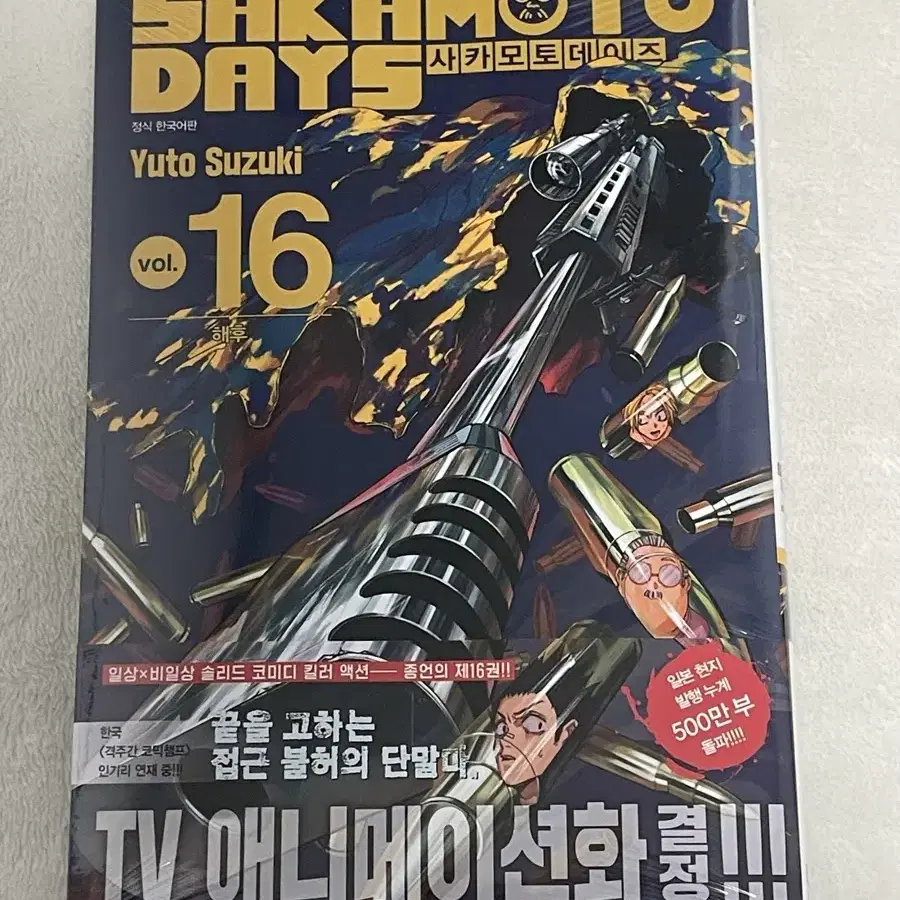 SAKAMOTO
DAYS
사카모토데이즈
정식 한국어판
Yuto Suzuki
vol.16
해후
일상×비일상 솔리드 코미디 킬러 액션── 종언의 제16권!!
일본 현지
발행 누계
500만 부
돌파!!!!
한국
〈격주간 코믹챔프〉
인기리 연재 중!!!
끝을 고하는
접근 불허의 단말마.
TV 애니메이션화 결정!!!